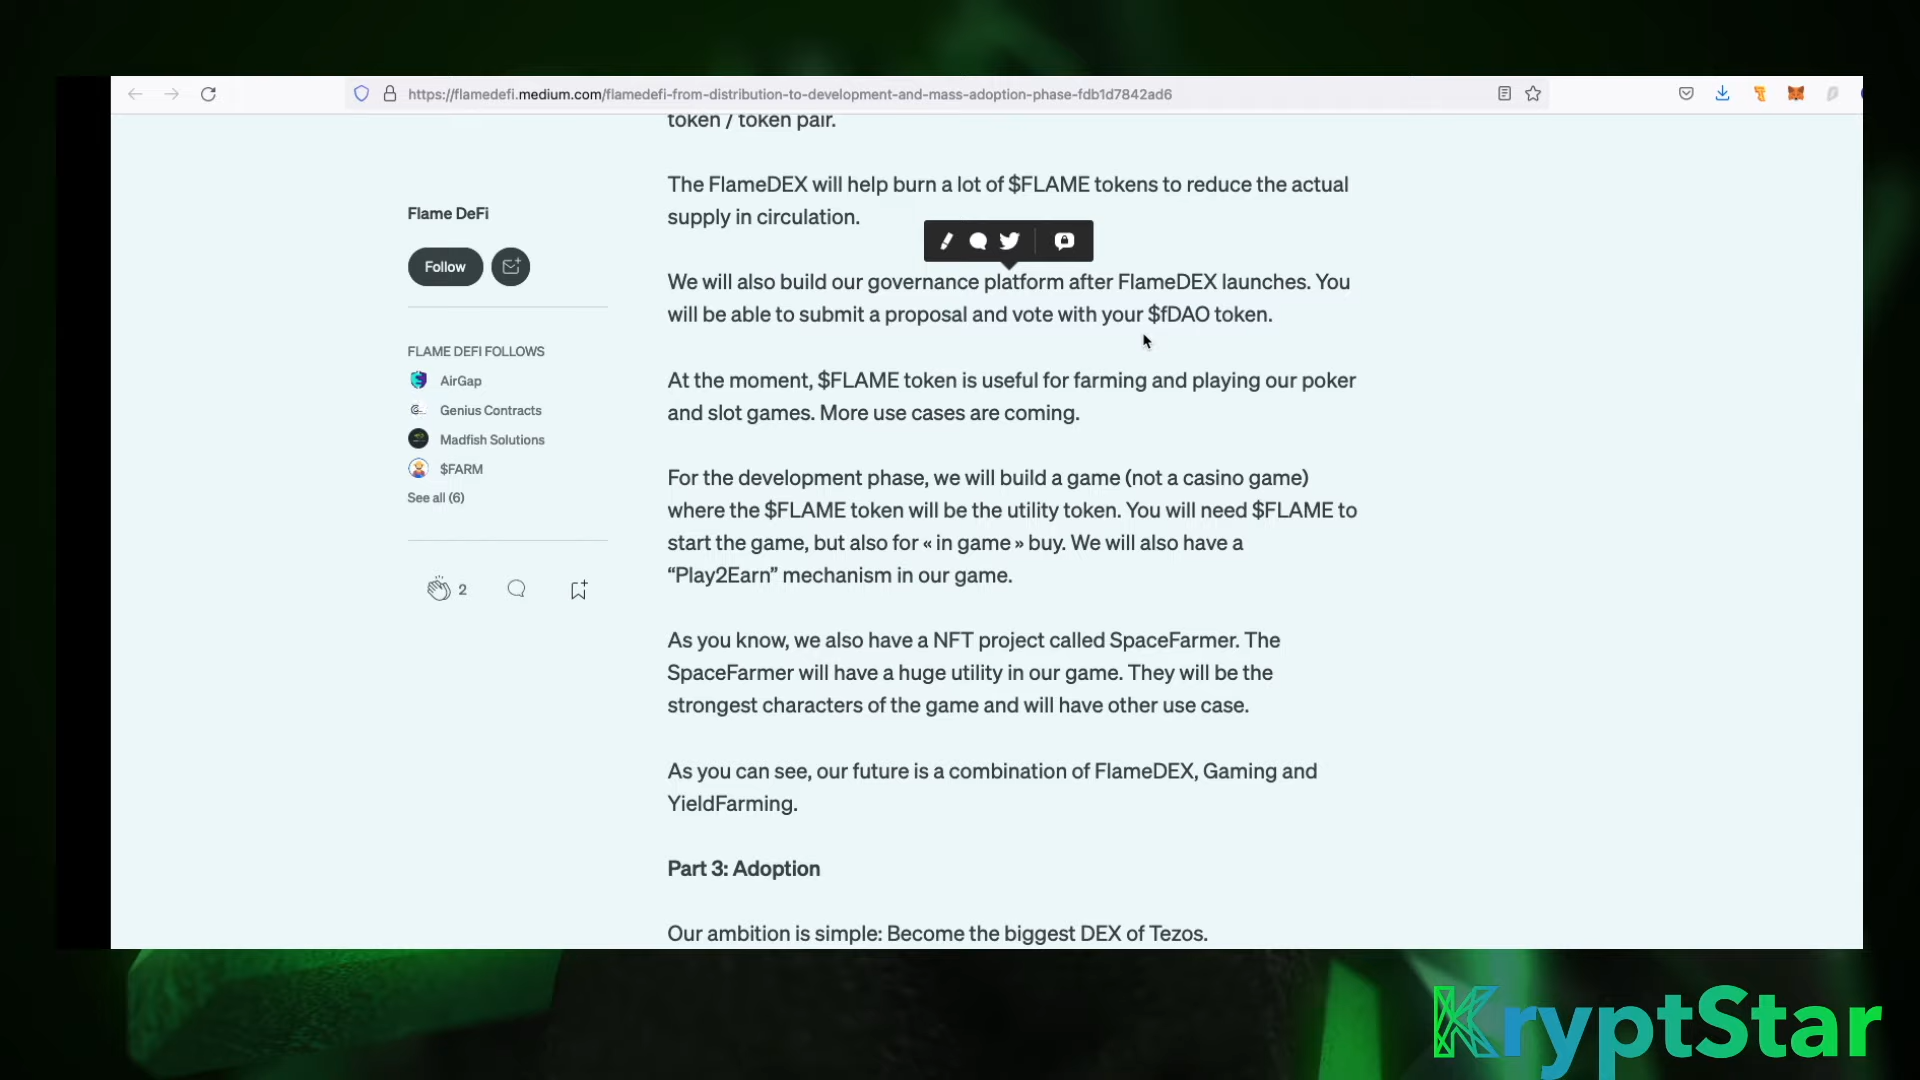 https://flamedefi.medium.com/flamedefi-from-distribution-to-development-and-mass-adoption-phase-fdb1d7842ad6
token / token pair.
The FlameDEX will help burn a lot of $FLAME tokens to reduce the actual
supply in circulation.
We will also build our governance platform after FlameDEX launches. You
will be able to submit a proposal and vote with your $fDAO token.
At the moment, $FLAME token is useful for farming and playing our poker
and slot games. More use cases are coming.
For the development phase, we will build a game (not a casino game)
where the $FLAME token will be the utility token. You will need $FLAME to
start the game, but also for « in game » buy. We will also have a
“Play2Earn” mechanism in our game.
As you know, we also have a NFT project called SpaceFarmer. The
SpaceFarmer will have a huge utility in our game. They will be the
strongest characters of the game and will have other use case.
As you can see, our future is a combination of FlameDEX, Gaming and
YieldFarming.
Part 3: Adoption
Our ambition is simple: Become the biggest DEX of Tezos.
Flame DeFi
Follow
FLAME DEFI FOLLOWS
AirGap
Genius Contracts
Madfish Solutions
$FARM
See all (6)
2
KryptStar